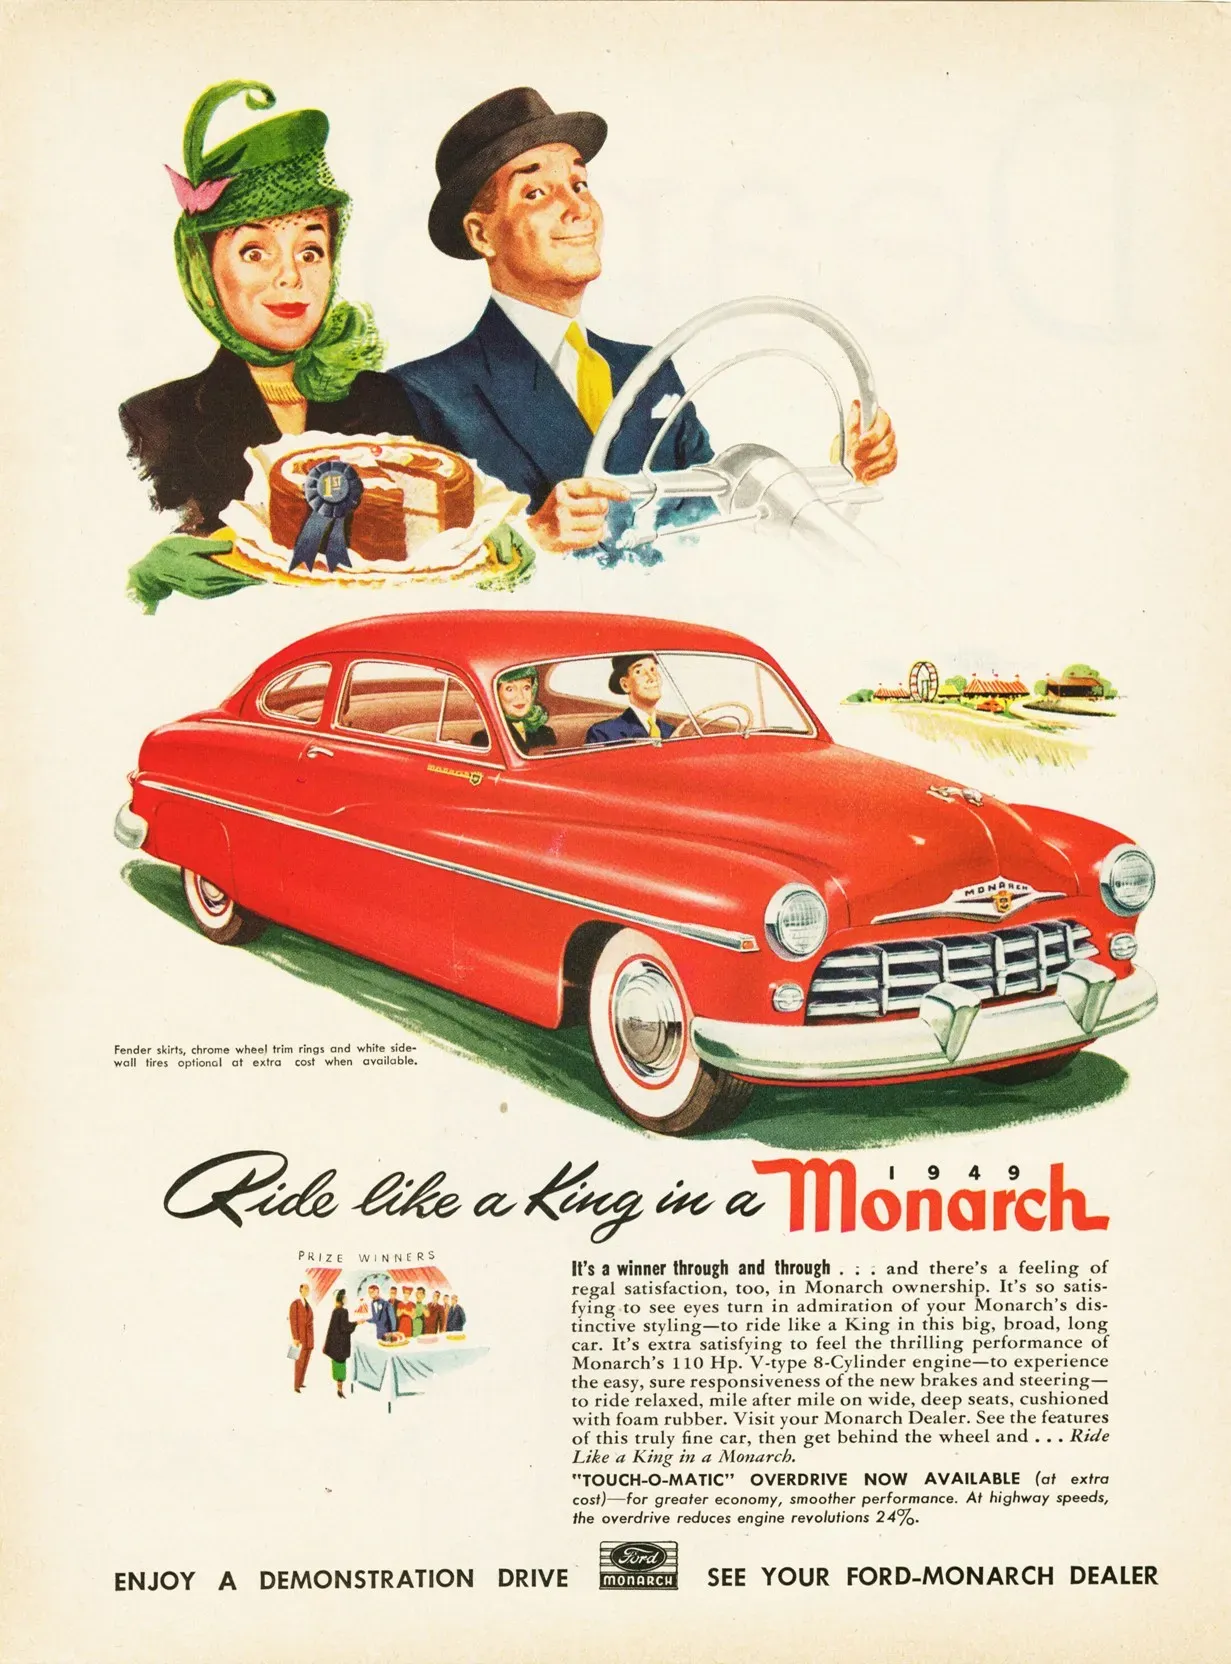 1ST
monarch
MONARCH
Fender skirts, chrome wheel trim rings and white side-
wall tires optional at extra cost when available.
Ride like a King in a 1949 Monarch
PRIZE WINNERS
It's a winner through and through . . . and there's a feeling of
regal satisfaction, too, in Monarch ownership. It's so satis-
fying to see eyes turn in admiration of your Monarch's dis-
tinctive styling—to ride like a King in this big, broad, long
car. It's extra satisfying to feel the thrilling performance of
Monarch's 110 Hp. V-type 8-Cylinder engine—to experience
the easy, sure responsiveness of the new brakes and steering—
to ride relaxed, mile after mile on wide, deep seats, cushioned
with foam rubber. Visit your Monarch Dealer. See the features
of this truly fine car, then get behind the wheel and . . . Ride
Like a King in a Monarch.
"TOUCH-O-MATIC" OVERDRIVE NOW AVAILABLE (at extra
cost)—for greater economy, smoother performance. At highway speeds,
the overdrive reduces engine revolutions 24%.
ENJOY A DEMONSTRATION DRIVE
Ford
MONARCH
SEE YOUR FORD-MONARCH DEALER